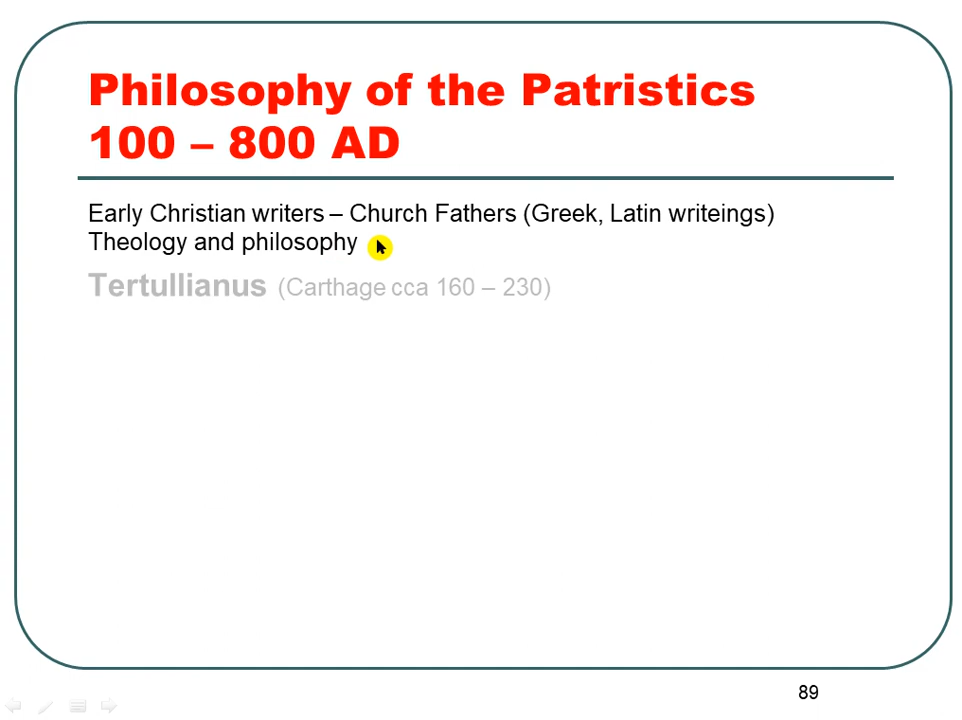 Philosophy of the Patristics
100 – 800 AD
Early Christian writers – Church Fathers (Greek, Latin writeings)
Theology and philosophy
Tertullianus (Carthage cca 160 – 230)
89